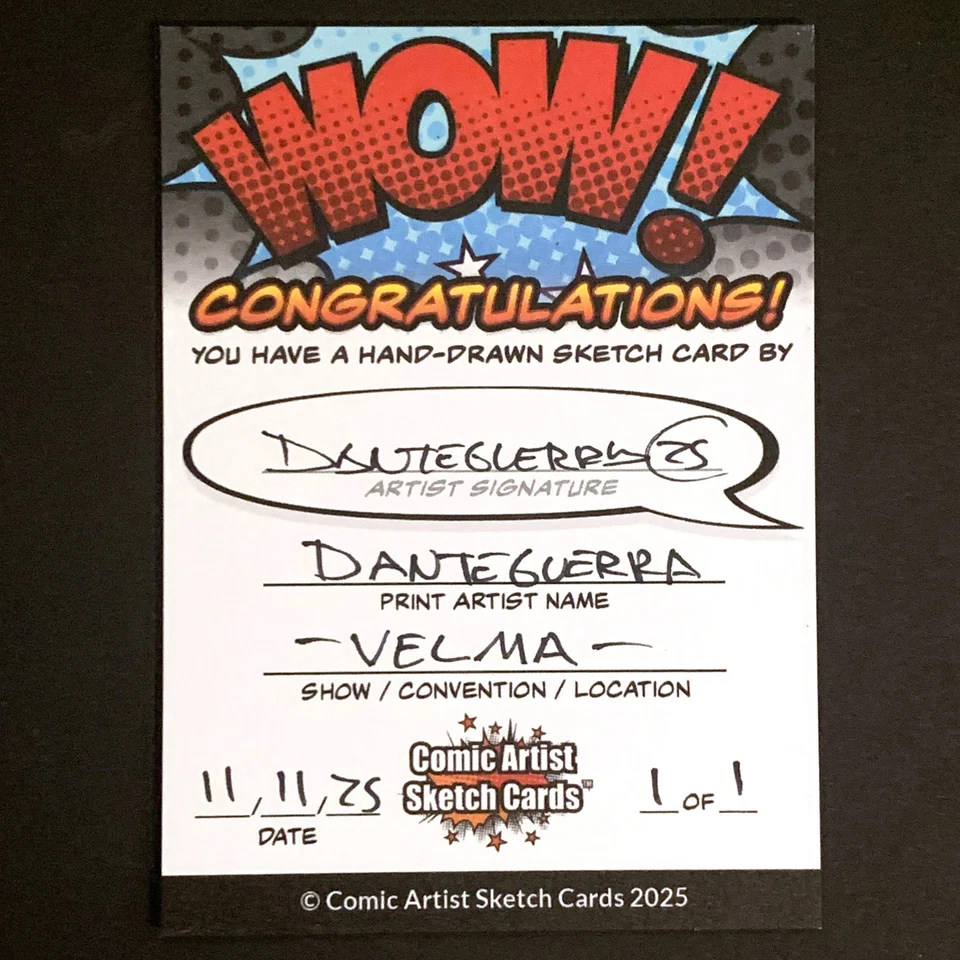 WOW!
CONGRATULATIONS!
YOU HAVE A HAND-DRAWN SKETCH CARD BY
DANTEGUERRA 25
ARTIST SIGNATURE
DANTEGUERRA
PRINT ARTIST NAME
-VELMA-
SHOW / CONVENTION / LOCATION
Comic Artist
Sketch Cards™
11, 11, 25
DATE
1 OF 1
© Comic Artist Sketch Cards 2025